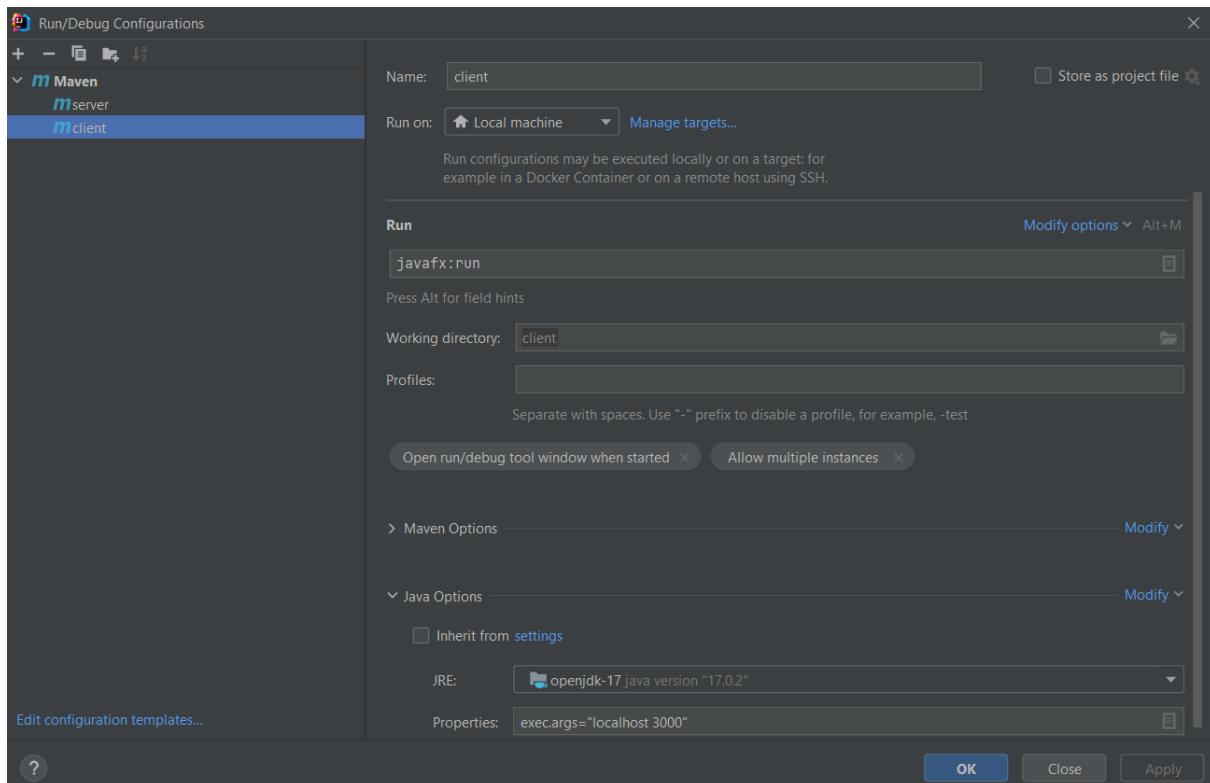 Run/Debug Configurations
Maven
server
client
Edit configuration templates...
Name: client
Store as project file
Run on: Local machine Manage targets...
Run configurations may be executed locally or on a target: for
example in a Docker Container or on a remote host using SSH.
Run Modify options Alt+M
javafx:run
Press Alt for field hints
Working directory: client
Profiles:
Separate with spaces. Use "-" prefix to disable a profile, for example, -test
Open run/debug tool window when started × Allow multiple instances ×
Maven Options Modify
Java Options Modify
Inherit from settings
JRE: openjdk-17 java version "17.0.2"
Properties: exec.args="localhost 3000"
? OK Close Apply